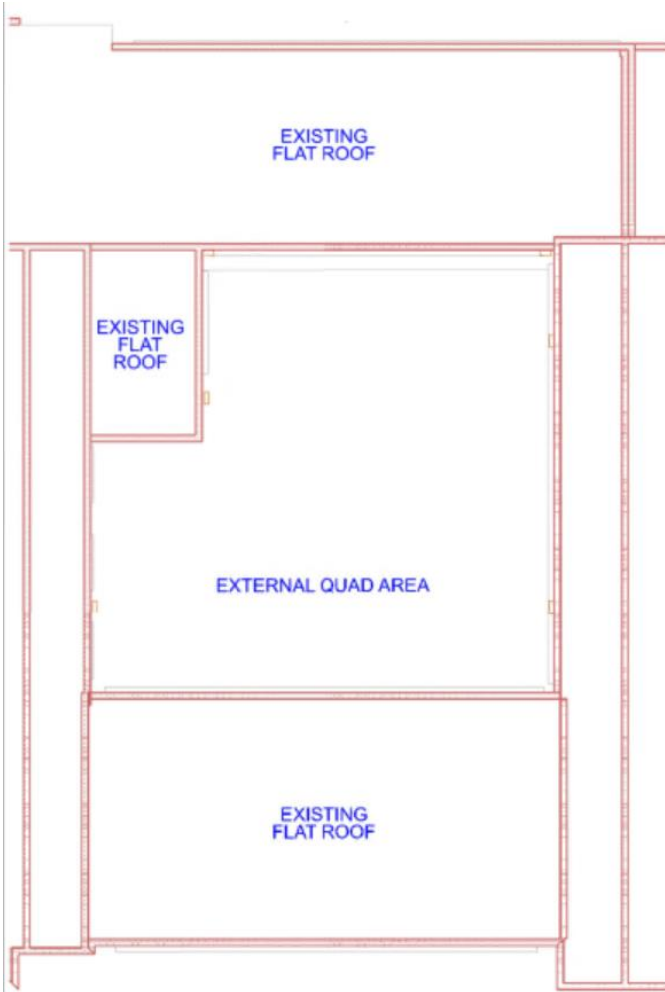 EXISTING
FLAT ROOF
EXISTING
FLAT
ROOF
EXTERNAL QUAD AREA
EXISTING
FLAT ROOF